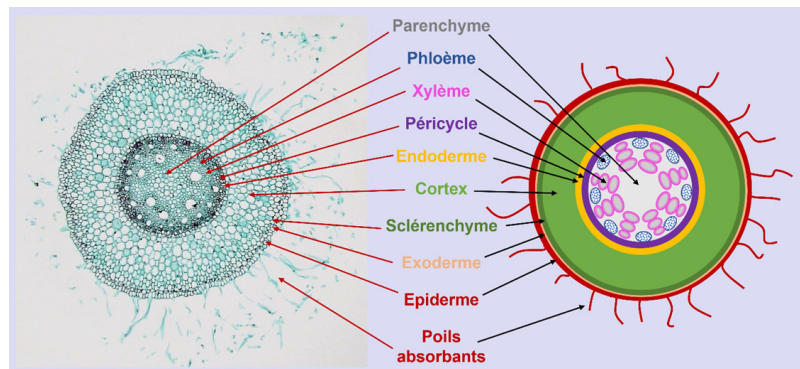 Parenchyme
Phloème
Xylème
Péricycle
Endoderme
Cortex
Sclérenchyme
Exoderme
Epiderme
Poils
absorbants